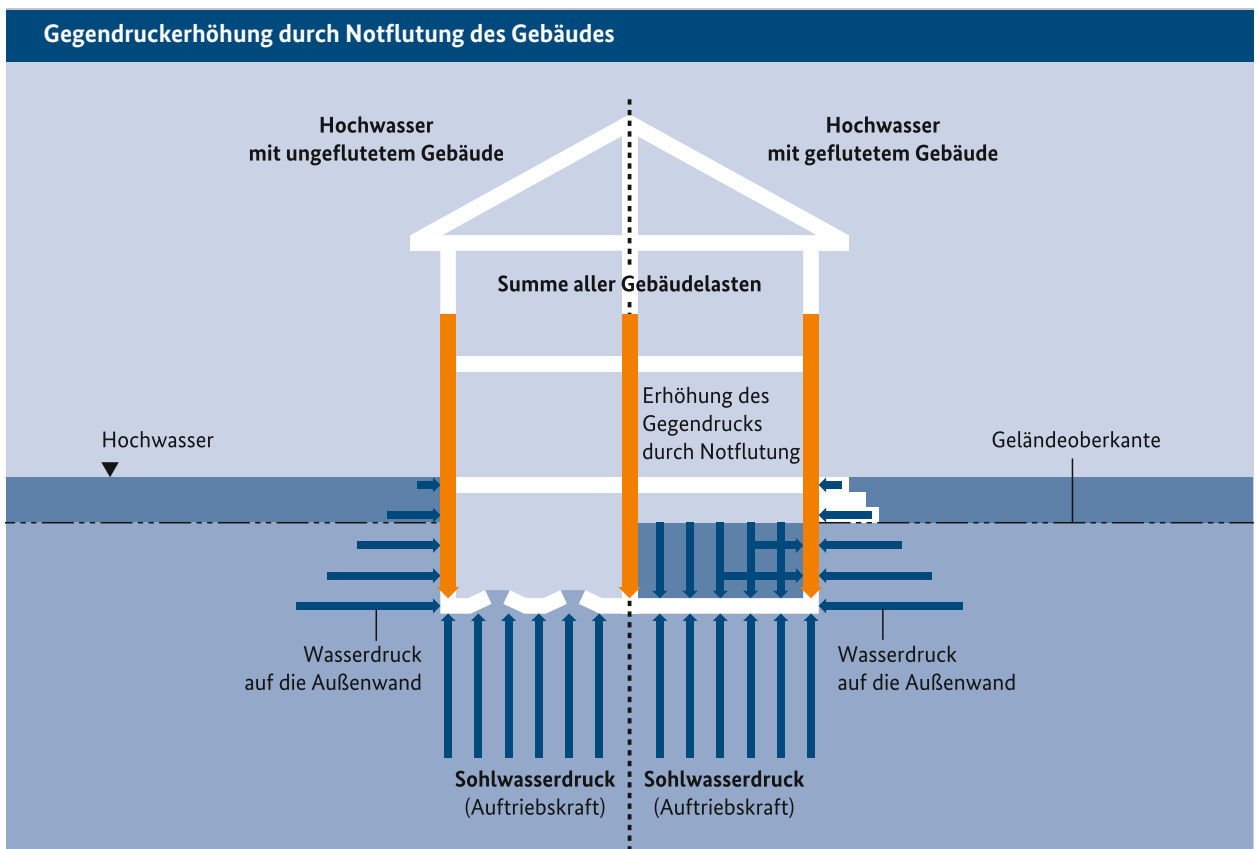 Gegendruckerhöhung durch Notflutung des Gebäudes
Hochwasser
mit ungeflutetem Gebäude
Hochwasser
mit geflutetem Gebäude
Summe aller Gebäudelasten
Erhöhung des
Gegendrucks
durch Notflutung
Hochwasser
Geländeoberkante
Wasserdruck
auf die Außenwand
Wasserdruck
auf die Außenwand
Sohlwasserdruck
(Auftriebskraft)
Sohlwasserdruck
(Auftriebskraft)